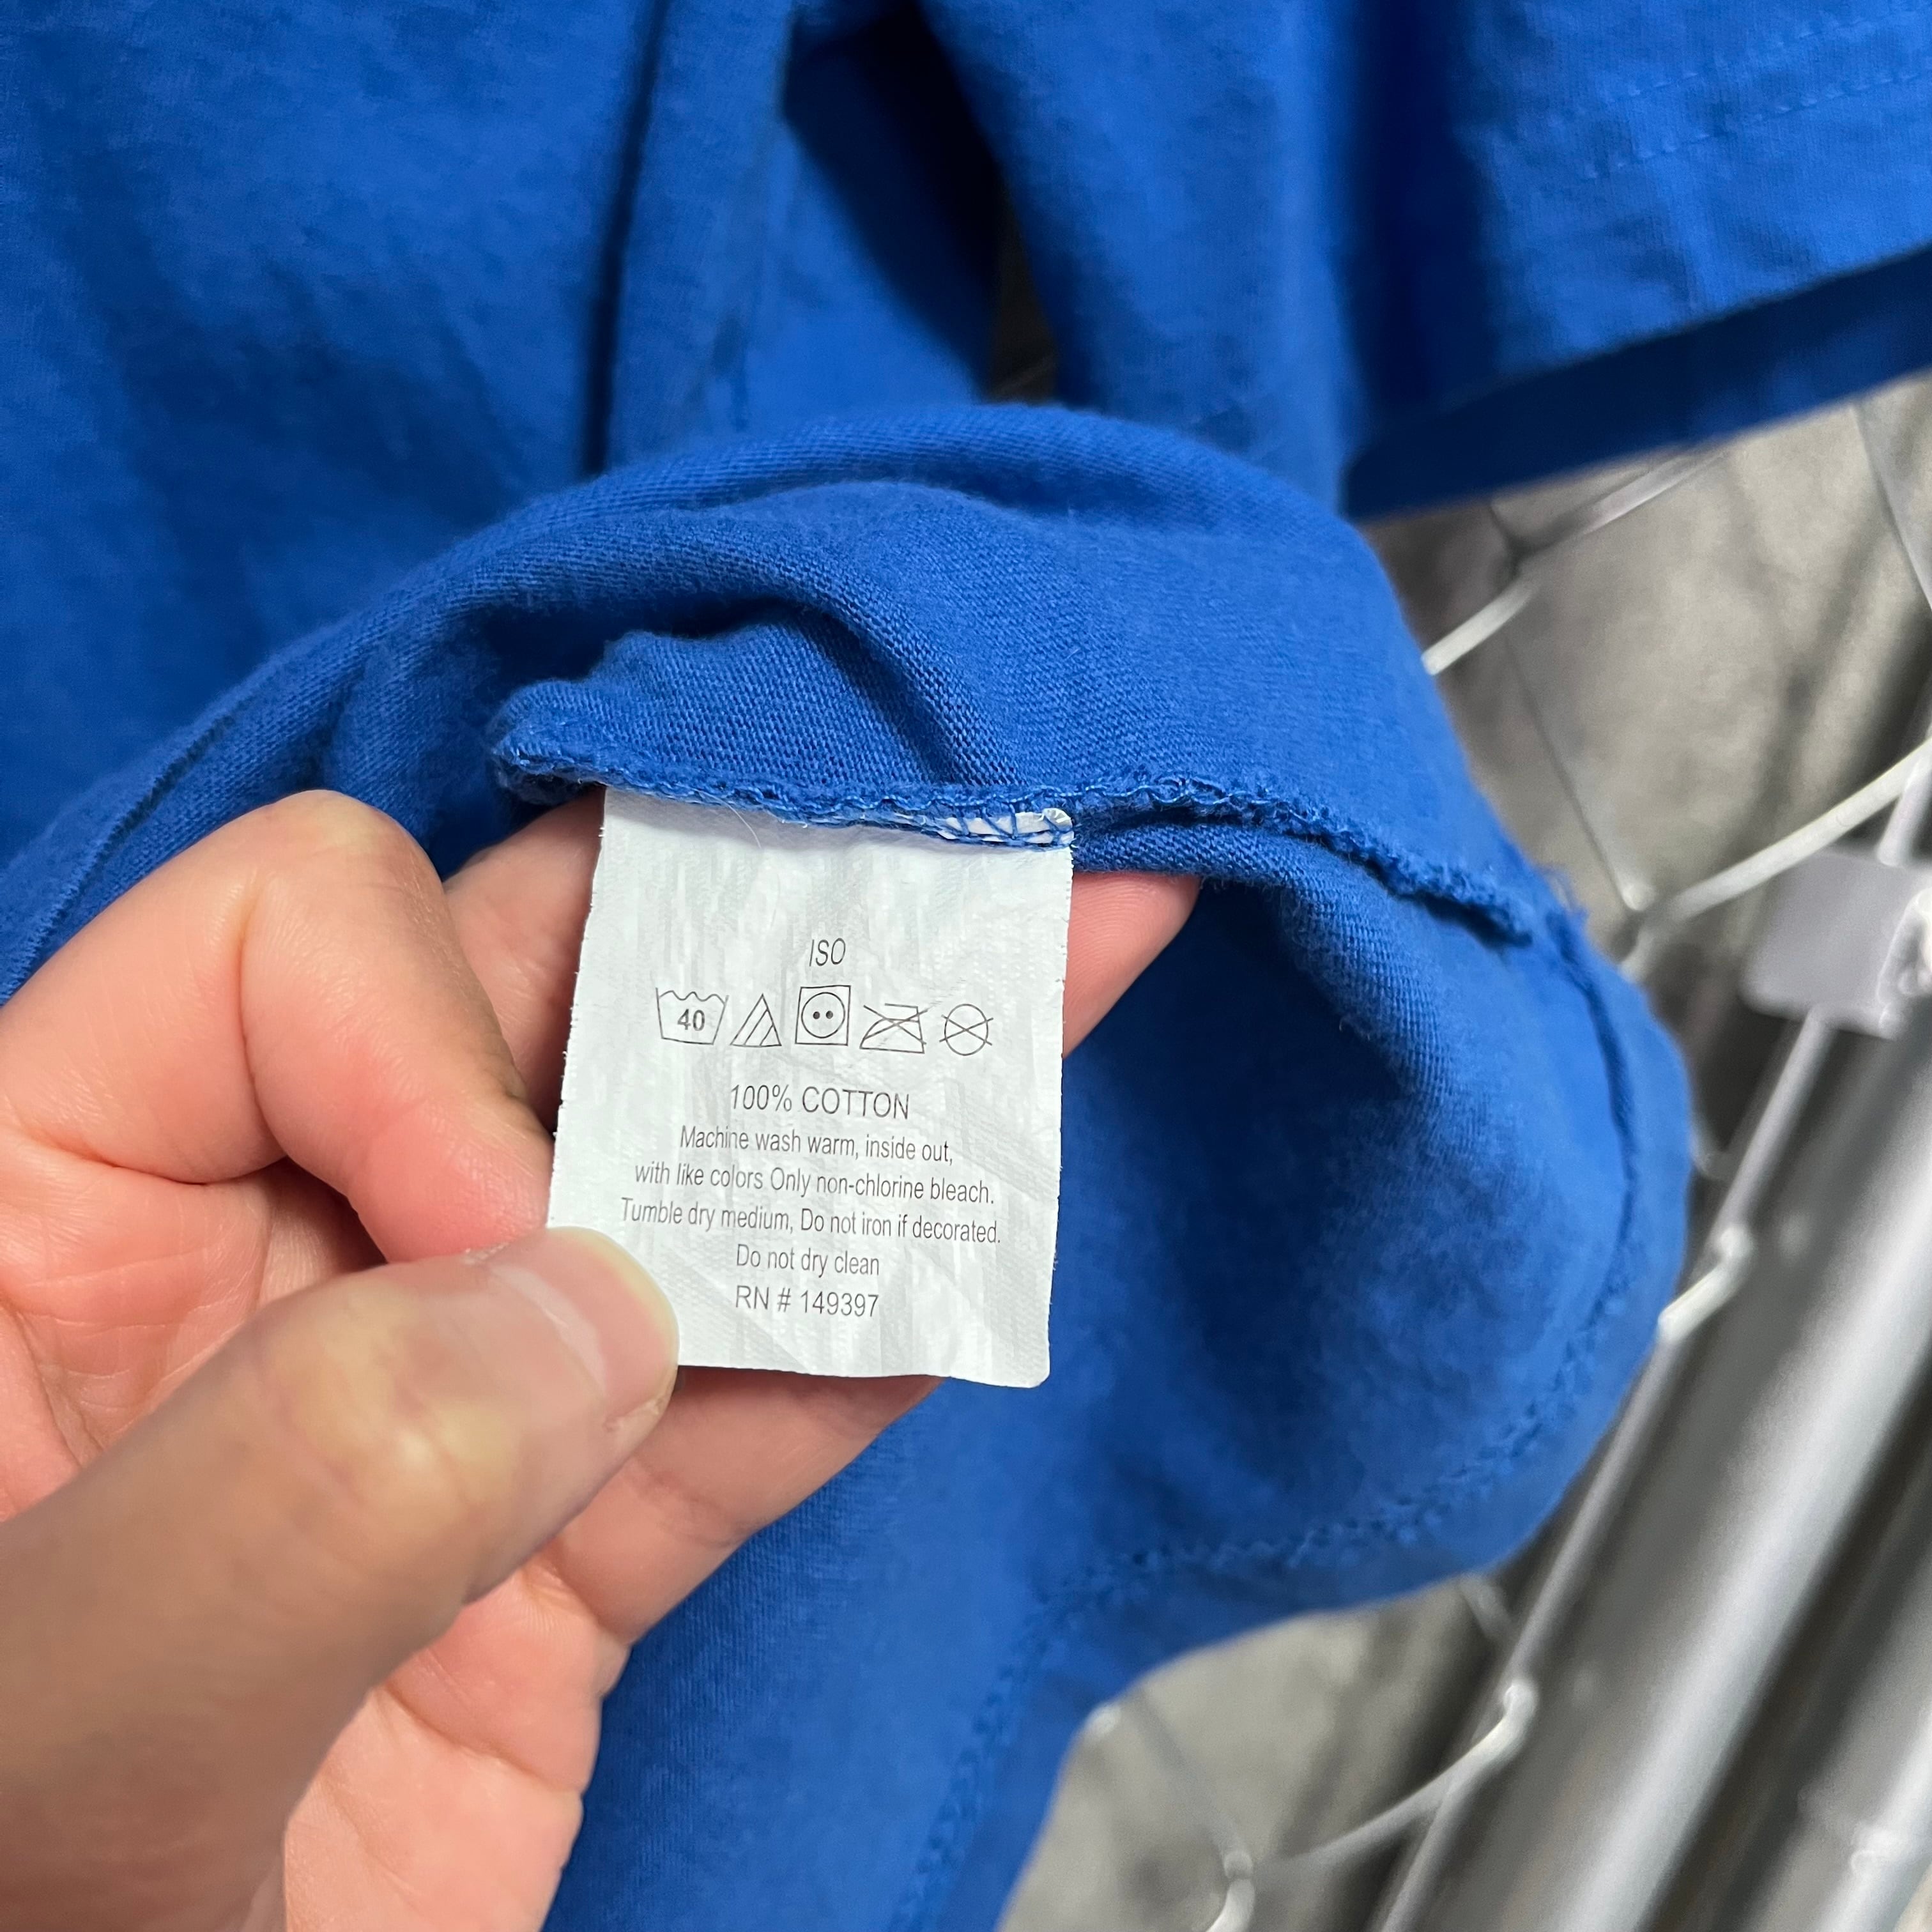 ISO
40
100% COTTON
Machine wash warm, inside out,
with like colors Only non-chlorine bleach.
Tumble dry medium, Do not iron if decorated.
Do not dry clean
RN # 149397